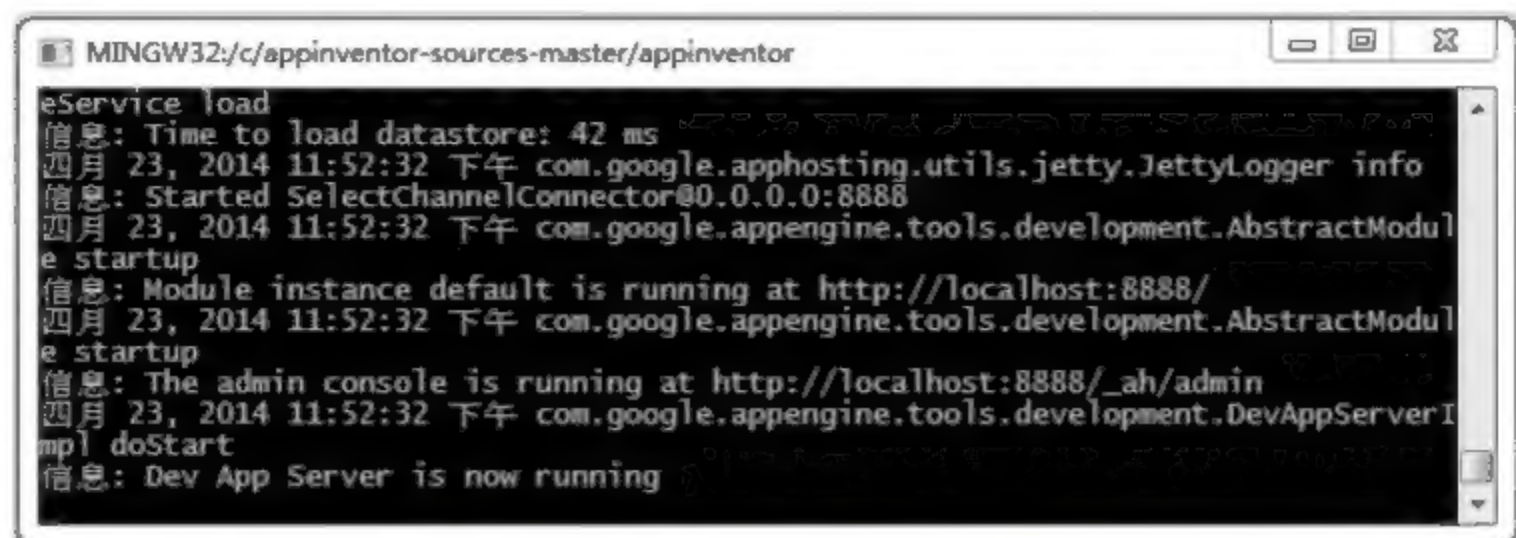 MINGW32:/c/appinventor-sources-master/appinventor
eService load
信息: Time to load datastore: 42 ms
四月 23, 2014 11:52:32 下午 com.google.apphosting.utils.jetty.JettyLogger info
信息: Started SelectChannelConnector@0.0.0.0:8888
四月 23, 2014 11:52:32 下午 com.google.appengine.tools.development.AbstractModul
e startup
信息: Module instance default is running at http://localhost:8888/
四月 23, 2014 11:52:32 下午 com.google.appengine.tools.development.AbstractModul
e startup
信息: The admin console is running at http://localhost:8888/_ah/admin
四月 23, 2014 11:52:32 下午 com.google.appengine.tools.development.DevAppServerI
mpl doStart
信息: Dev App Server is now running